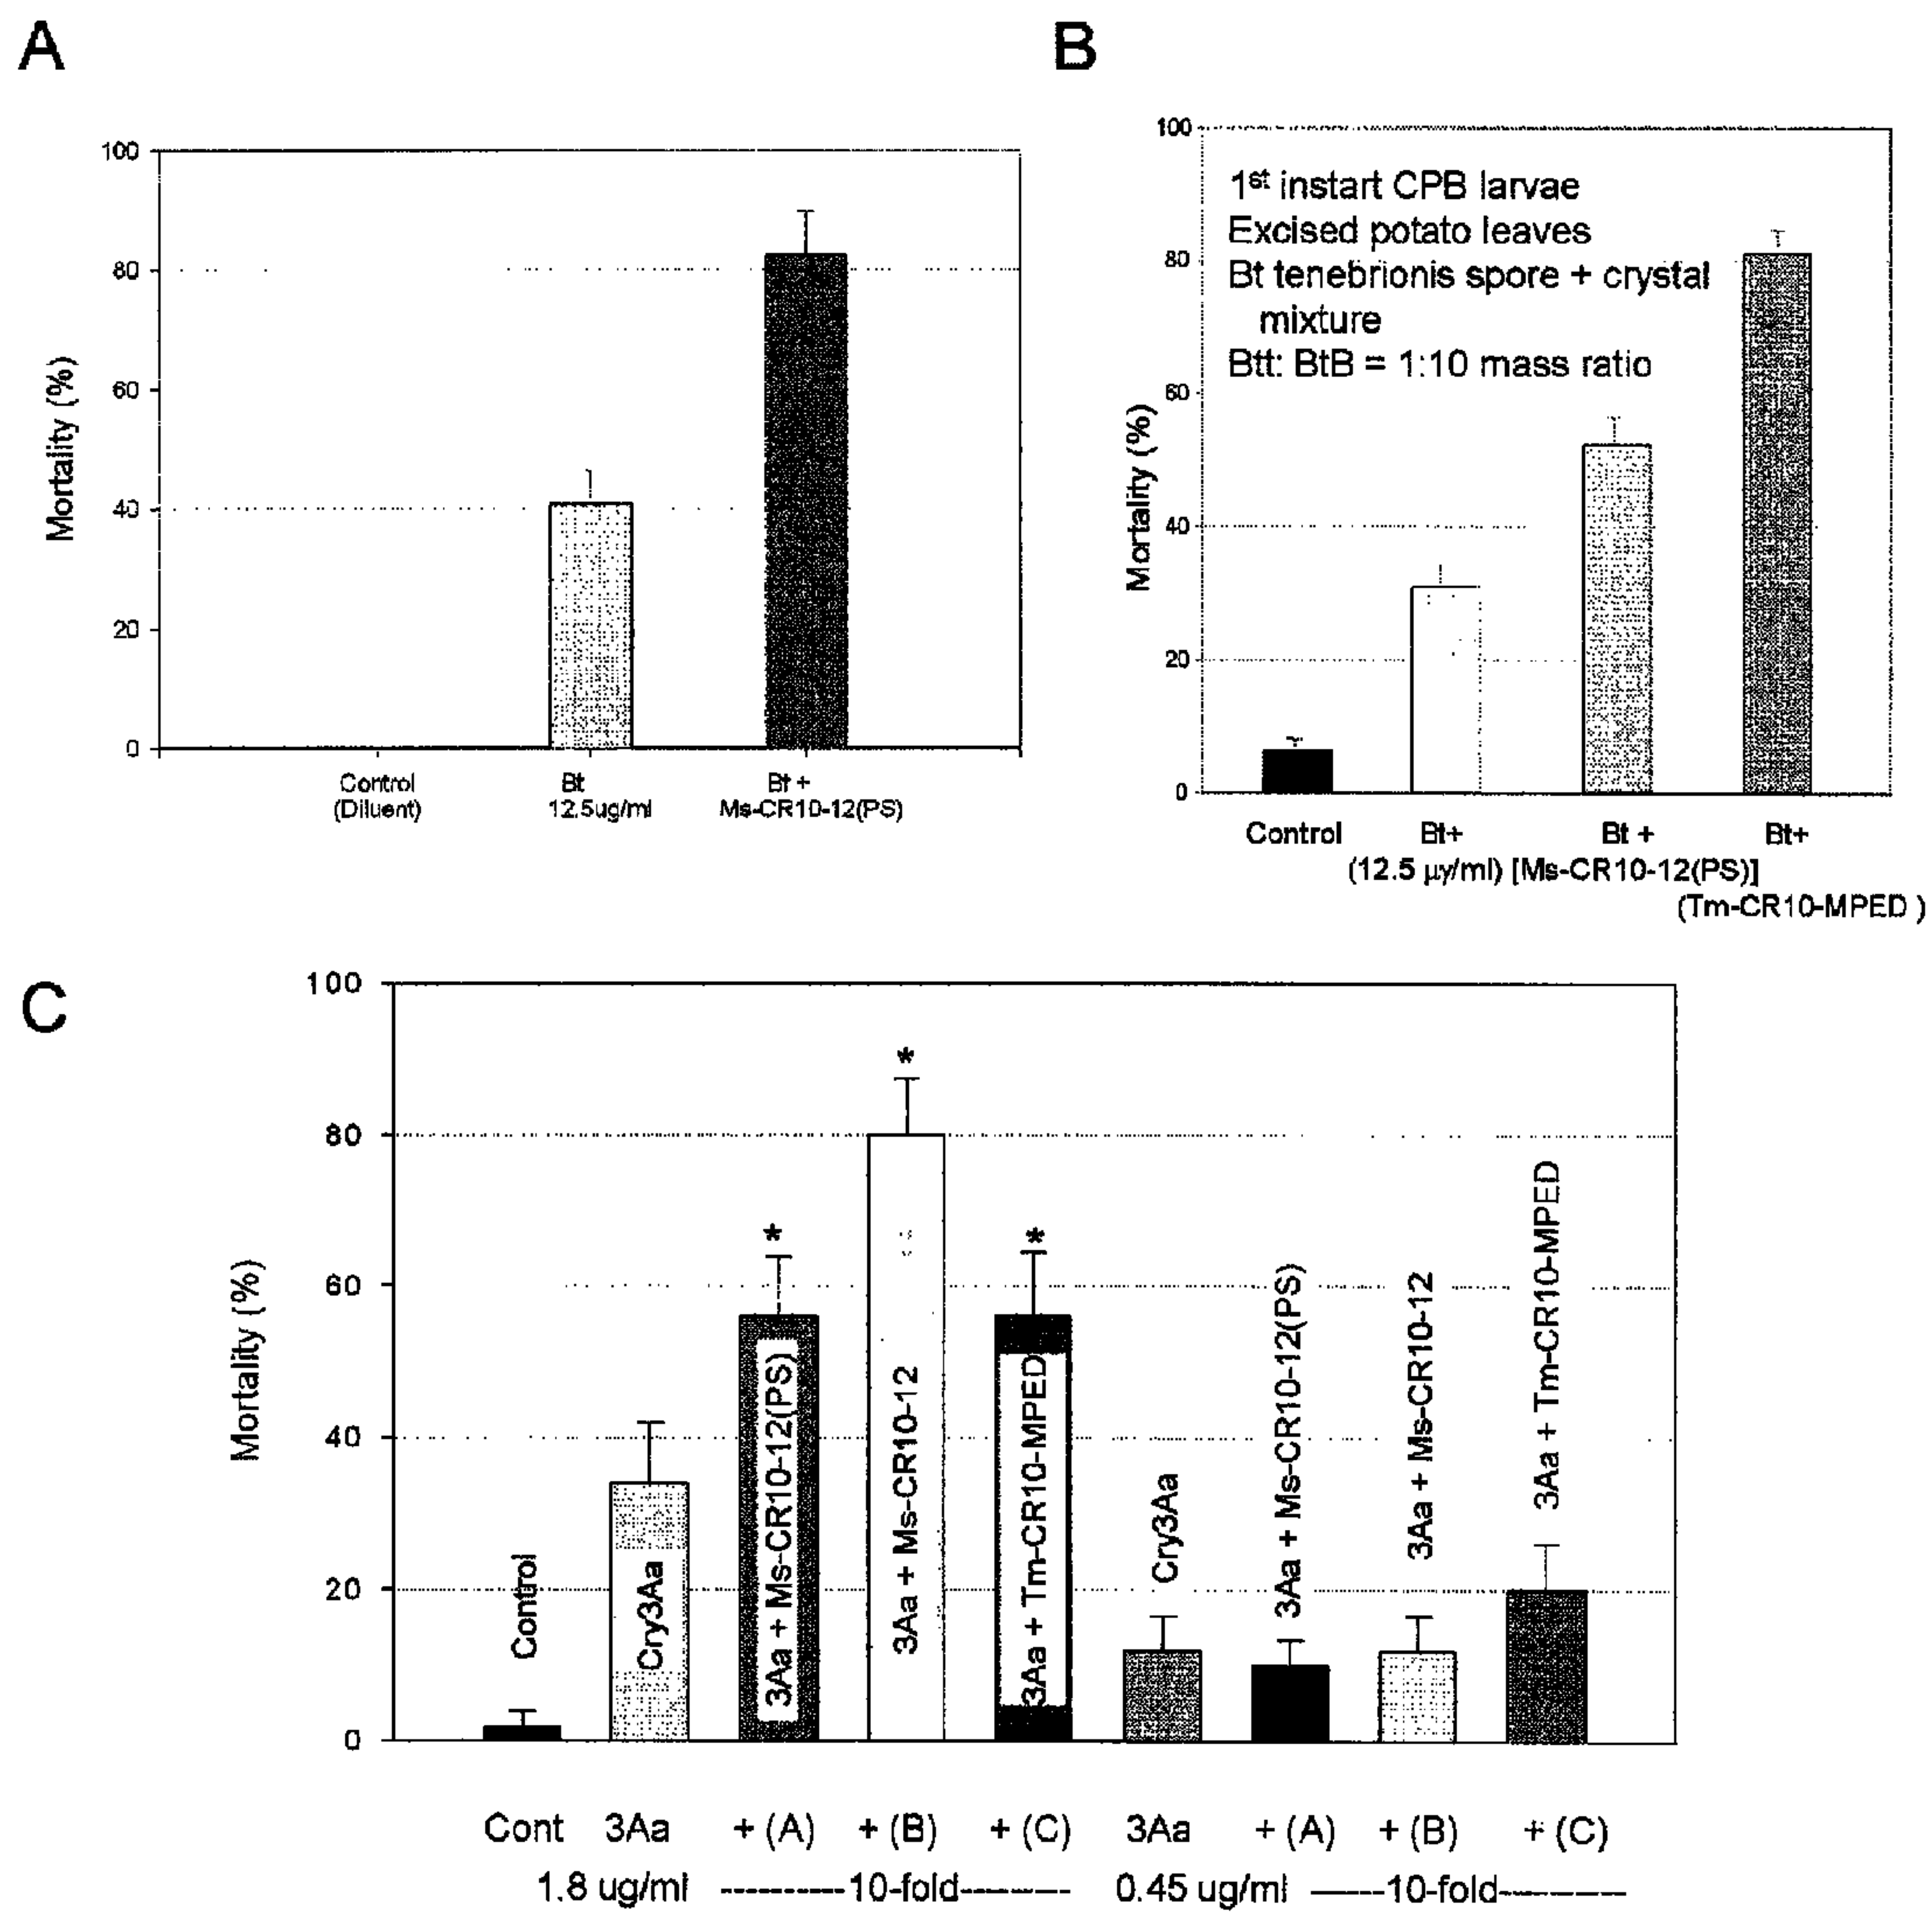 A
100
80
60
40
20
0
Mortality (%)
Control
(Diluent)
Bt
12.5ug/ml
Bt +
Ms-CR10-12(PS)
B
100
80
60
40
20
0
Mortality (%)
1st instart CPB larvae
Excised potato leaves
Bt tenebrionis spore + crystal
mixture
Btt: BtB = 1:10 mass ratio
Control
Bt+
Bt +
Bt+
(12.5 μy/ml) [Ms-CR10-12(PS)]
(Tm-CR10-MPED )
C
100
80
60
40
20
0
Mortality (%)
Control
Cry3Aa
3Aa + Ms-CR10-12(PS)
*
3Aa + Ms-CR10-12
*
3Aa + Tm-CR10-MPED
*
Cry3Aa
3Aa + Ms-CR10-12(PS)
3Aa + Ms-CR10-12
3Aa + Tm-CR10-MPED
Cont 3Aa + (A) + (B) + (C) 3Aa + (A) + (B) + (C)
1.8 ug/ml ----------10-fold--------- 0.45 ug/ml ------10-fold----------